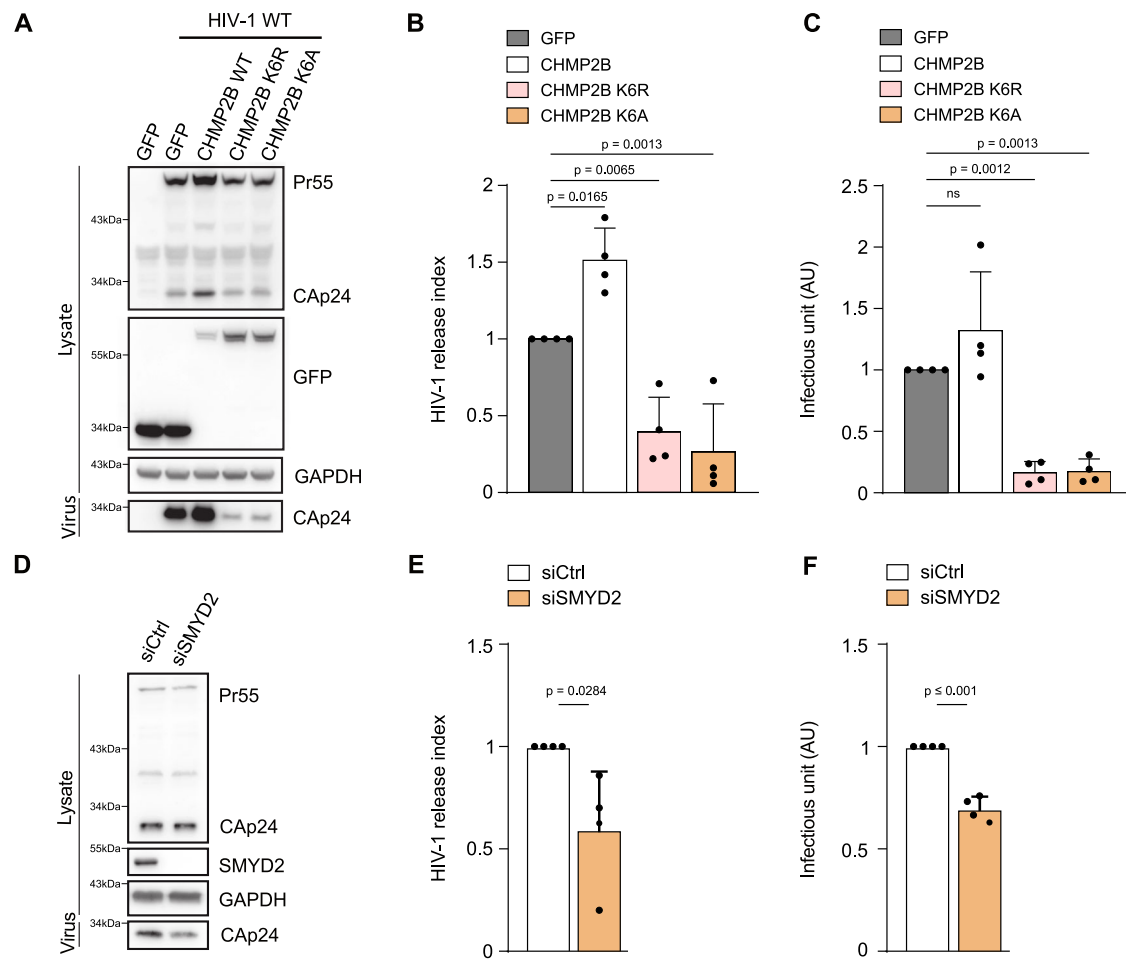 A
HIV-1 WT
GFP
GFP
CHMP2B WT
CHMP2B K6R
CHMP2B K6A
Lysate
Virus
43kDa
34kDa
55kDa
34kDa
43kDa
34kDa
Pr55
CAp24
GFP
GAPDH
CAp24
B
GFP
CHMP2B
CHMP2B K6R
CHMP2B K6A
p = 0.0013
p = 0.0065
p = 0.0165
HIV-1 release index
2
1.5
1
0.5
0
C
GFP
CHMP2B
CHMP2B K6R
CHMP2B K6A
p = 0.0013
p = 0.0012
ns
Infectious unit (AU)
2.5
2
1.5
1
0.5
0
D
siCtrl
siSMYD2
Lysate
Virus
43kDa
34kDa
55kDa
43kDa
34kDa
Pr55
CAp24
SMYD2
GAPDH
CAp24
E
siCtrl
siSMYD2
p = 0.0284
HIV-1 release index
1.5
1
0.5
0
F
siCtrl
siSMYD2
p ≤ 0.001
Infectious unit (AU)
1.5
1
0.5
0